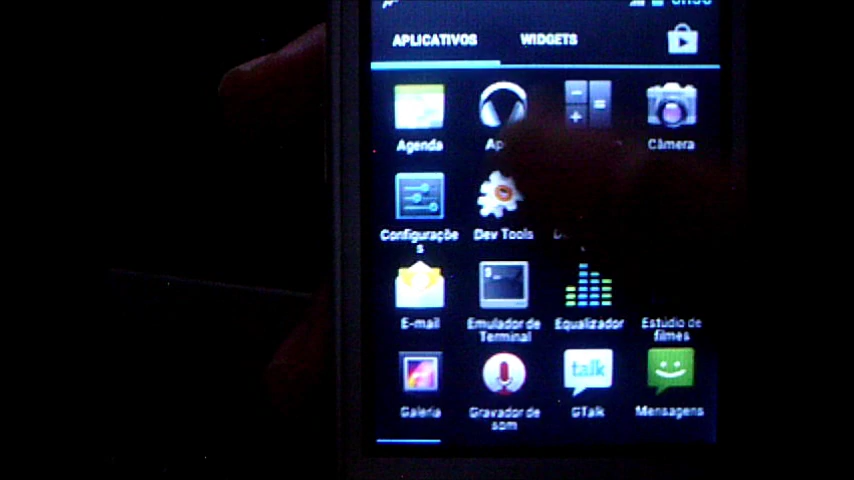 APLICATIVOS WIDGETS
Agenda Câmera
Configuraçõe
s
Dev Tools
E-mail Emulador de
Terminal
Equalizador Estúdio de
filmes
talk
Galeria Gravador de
som
GTalk Mensagens